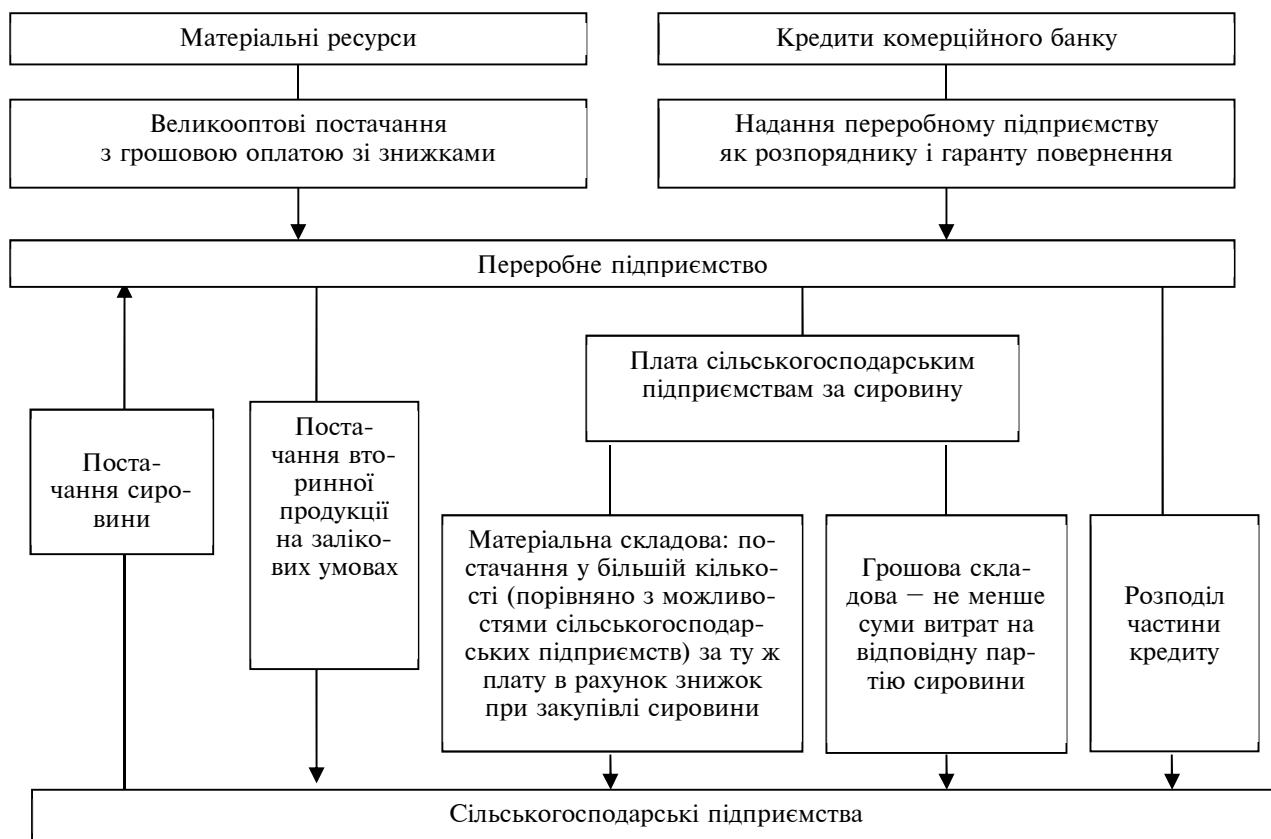 Матеріальні ресурси
Кредити комерційного банку
Великооптові постачання
з грошовою оплатою зі знижками
Надання переробному підприємству
як розпоряднику і гаранту повернення
Переробне підприємство
Плата сільськогосподарським
підприємствам за сировину
Поста-
чання сиро-
вини
Поста-
чання вто-
ринної
продукції
на заліко-
вих умовах
Матеріальна складова: по-
стачання у більшій кілько-
сті (порівняно з можливо-
стями сільськогосподар-
ських підприємств) за ту ж
плату в рахунок знижок
при закупівлі сировини
Грошова скла-
дова – не менше
суми витрат на
відповідну пар-
тію сировини
Розподіл
частини
кредиту
Сільськогосподарські підприємства